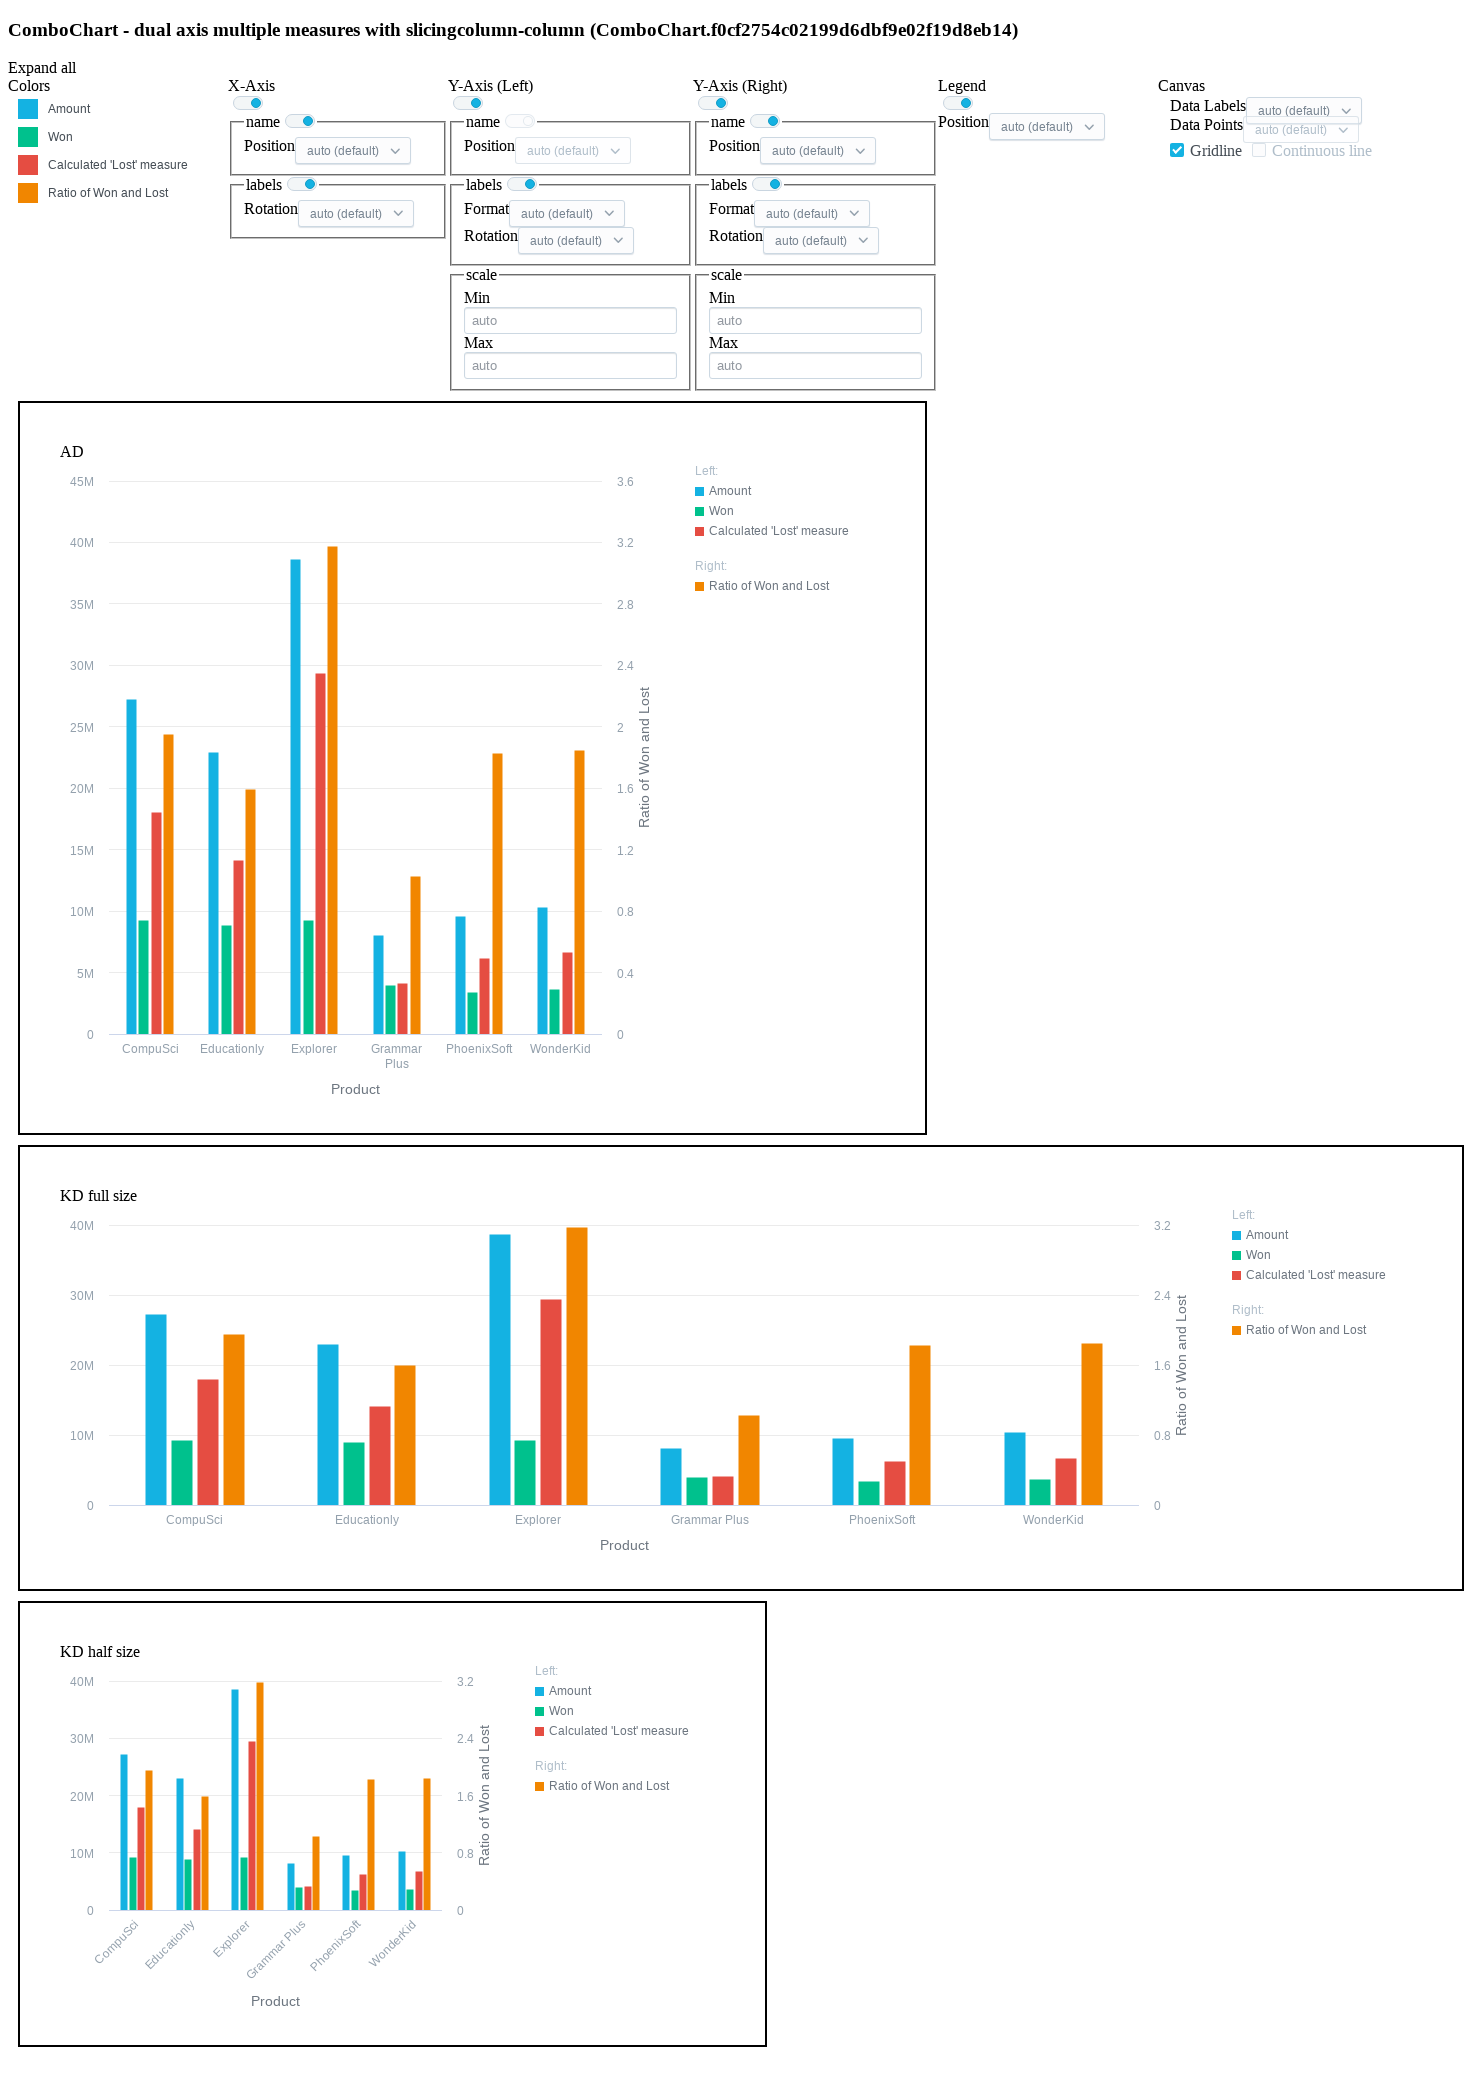 ComboChart - dual axis multiple measures with slicingcolumn-column (ComboChart.f0cf2754c02199d6dbf9e02f19d8eb14)
Expand all
Colors
Amount
Won
Calculated 'Lost' measure
Ratio of Won and Lost
X-Axis
name
Position auto (default)
labels
Rotation auto (default)
Y-Axis (Left)
name
Position auto (default)
labels
Format auto (default)
Rotation auto (default)
scale
Min
auto
Max
auto
Y-Axis (Right)
name
Position auto (default)
labels
Format auto (default)
Rotation auto (default)
scale
Min
auto
Max
auto
Legend
Position auto (default)
Canvas
Data Labels auto (default)
Data Points auto (default)
Gridline Continuous line
AD
45M 3.6
40M 3.2
35M 2.8
30M 2.4
25M 2
20M 1.6
15M 1.2
10M 0.8
5M 0.4
0 0
Ratio of Won and Lost
CompuSci Educationly Explorer Grammar Plus PhoenixSoft WonderKid
Product
Left:
Amount
Won
Calculated 'Lost' measure
Right:
Ratio of Won and Lost
KD full size
40M 3.2
30M 2.4
20M 1.6
10M 0.8
0 0
Ratio of Won and Lost
CompuSci Educationly Explorer Grammar Plus PhoenixSoft WonderKid
Product
Left:
Amount
Won
Calculated 'Lost' measure
Right:
Ratio of Won and Lost
KD half size
40M 3.2
30M 2.4
20M 1.6
10M 0.8
0 0
Ratio of Won and Lost
CompuSci Educationly Explorer Grammar Plus PhoenixSoft WonderKid
Product
Left:
Amount
Won
Calculated 'Lost' measure
Right:
Ratio of Won and Lost